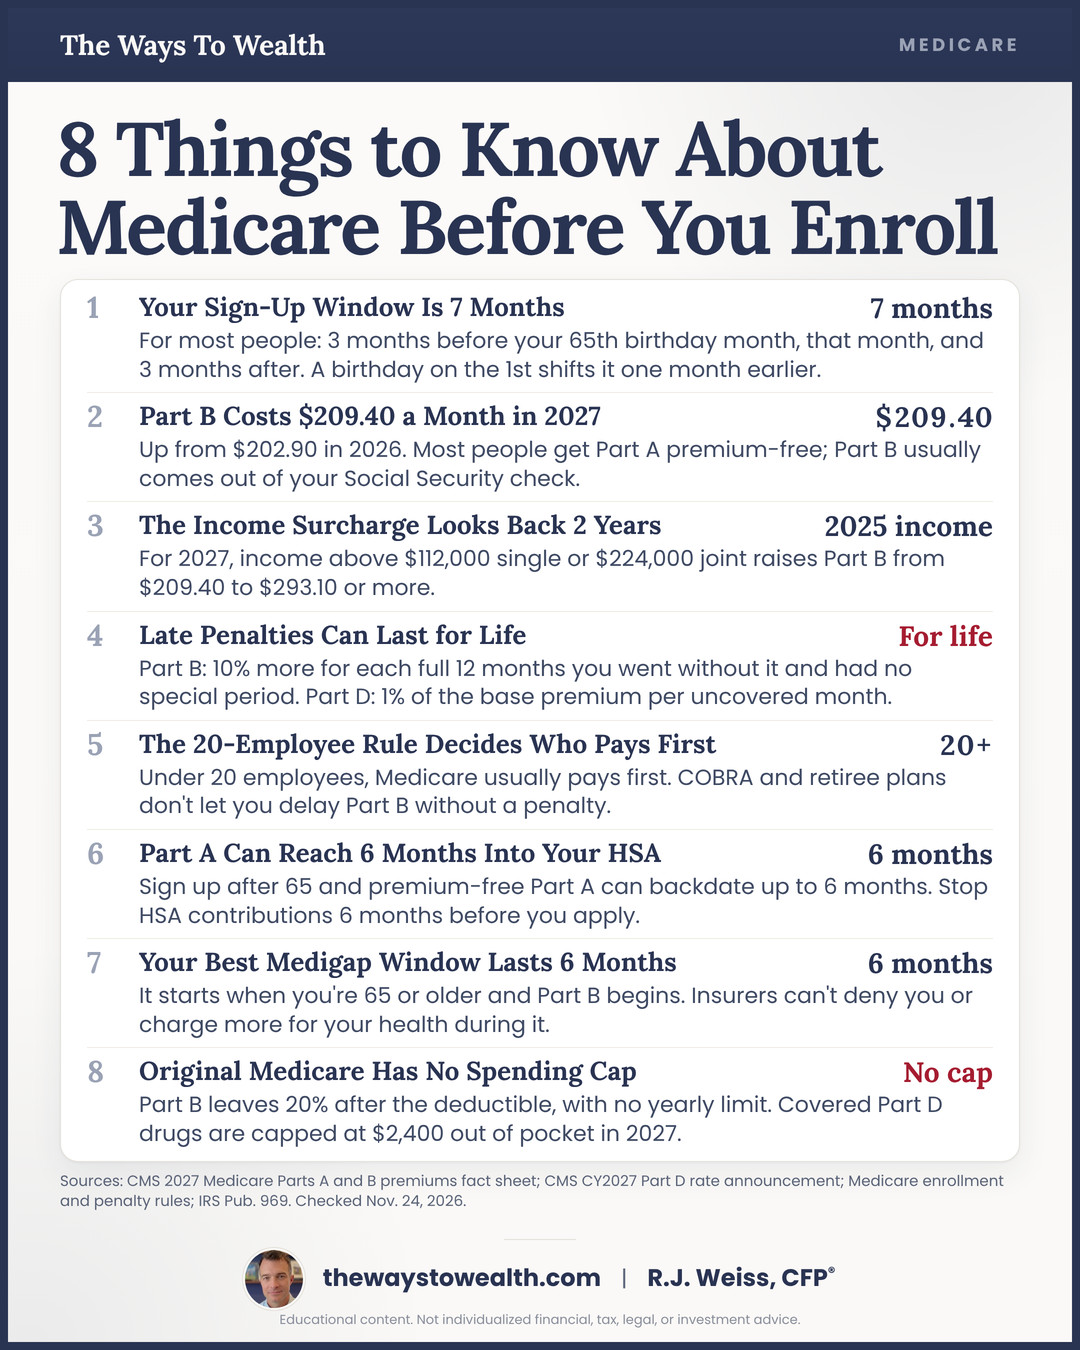 The Ways To Wealth
MEDICARE
8 Things to Know About
Medicare Before You Enroll
1 Your Sign-Up Window Is 7 Months 7 months
For most people: 3 months before your 65th birthday month, that month, and
3 months after. A birthday on the 1st shifts it one month earlier.
2 Part B Costs $209.40 a Month in 2027 $209.40
Up from $202.90 in 2026. Most people get Part A premium-free; Part B usually
comes out of your Social Security check.
3 The Income Surcharge Looks Back 2 Years 2025 income
For 2027, income above $112,000 single or $224,000 joint raises Part B from
$209.40 to $293.10 or more.
4 Late Penalties Can Last for Life For life
Part B: 10% more for each full 12 months you went without it and had no
special period. Part D: 1% of the base premium per uncovered month.
5 The 20-Employee Rule Decides Who Pays First 20+
Under 20 employees, Medicare usually pays first. COBRA and retiree plans
don't let you delay Part B without a penalty.
6 Part A Can Reach 6 Months Into Your HSA 6 months
Sign up after 65 and premium-free Part A can backdate up to 6 months. Stop
HSA contributions 6 months before you apply.
7 Your Best Medigap Window Lasts 6 Months 6 months
It starts when you're 65 or older and Part B begins. Insurers can't deny you or
charge more for your health during it.
8 Original Medicare Has No Spending Cap No cap
Part B leaves 20% after the deductible, with no yearly limit. Covered Part D
drugs are capped at $2,400 out of pocket in 2027.
Sources: CMS 2027 Medicare Parts A and B premiums fact sheet; CMS CY2027 Part D rate announcement; Medicare enrollment
and penalty rules; IRS Pub. 969. Checked Nov. 24, 2026.
thewaystowealth.com | R.J. Weiss, CFP®
Educational content. Not individualized financial, tax, legal, or investment advice.